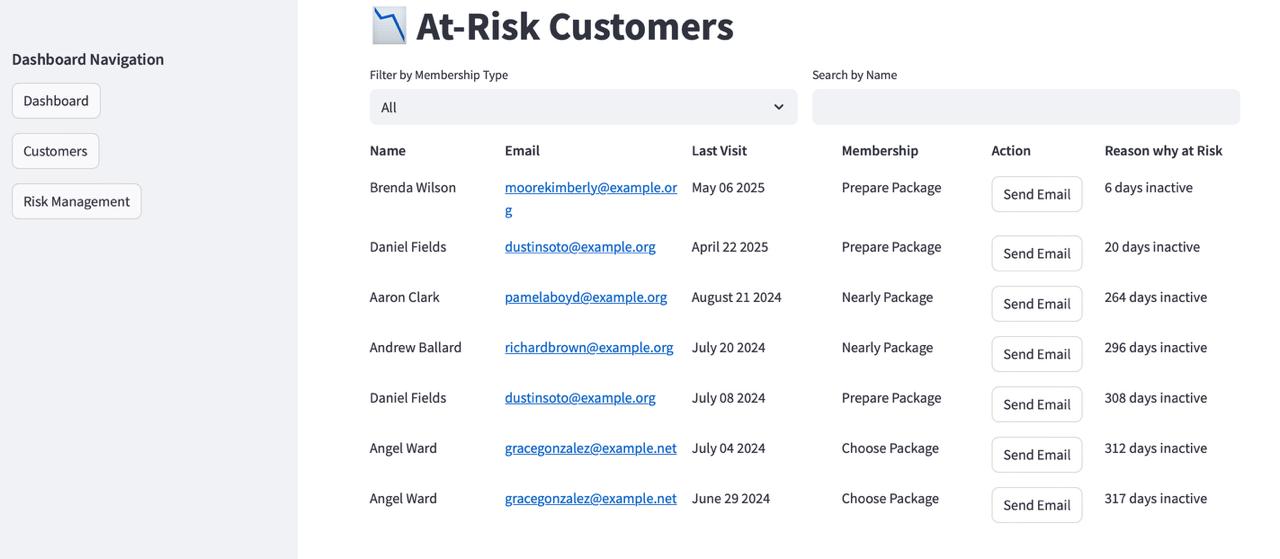 At-Risk Customers
Dashboard Navigation
Dashboard
Customers
Risk Management
Filter by Membership Type
Search by Name
All
Name Email Last Visit Membership Action Reason why at Risk
Brenda Wilson moorekimberly@example.or May 06 2025 Prepare Package Send Email 6 days inactive
g
Daniel Fields dustinsoto@example.org April 22 2025 Prepare Package Send Email 20 days inactive
Aaron Clark pamelaboyd@example.org August 21 2024 Nearly Package Send Email 264 days inactive
Andrew Ballard richardbrown@example.org July 20 2024 Nearly Package Send Email 296 days inactive
Daniel Fields dustinsoto@example.org July 08 2024 Prepare Package Send Email 308 days inactive
Angel Ward gracegonzalez@example.net July 04 2024 Choose Package Send Email 312 days inactive
Angel Ward gracegonzalez@example.net June 29 2024 Choose Package Send Email 317 days inactive